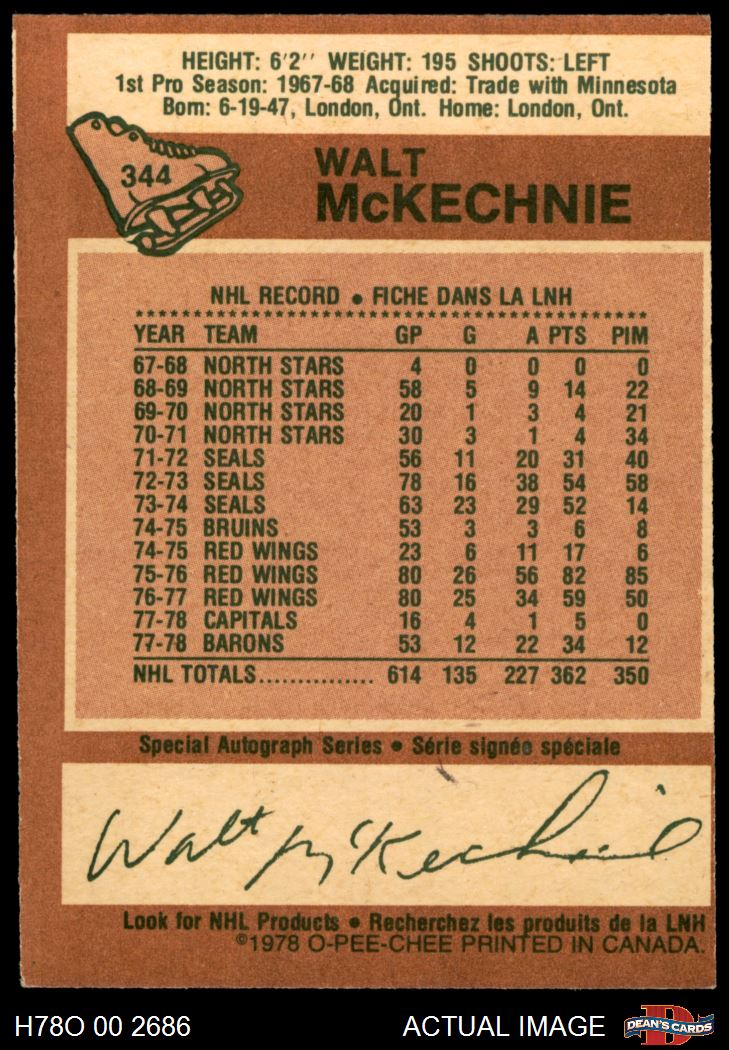 HEIGHT: 6'2'' WEIGHT: 195 SHOOTS: LEFT
1st Pro Season: 1967-68 Acquired: Trade with Minnesota
Born: 6-19-47, London, Ont. Home: London, Ont.
344
WALT
McKECHNIE
NHL RECORD • FICHE DANS LA LNH
YEAR TEAM GP G A PTS PIM
67-68 NORTH STARS 4 0 0 0 0
68-69 NORTH STARS 58 5 9 14 22
69-70 NORTH STARS 20 1 3 4 21
70-71 NORTH STARS 30 3 1 4 34
71-72 SEALS 56 11 20 31 40
72-73 SEALS 78 16 38 54 58
73-74 SEALS 63 23 29 52 14
74-75 BRUINS 53 3 3 6 8
74-75 RED WINGS 23 6 11 17 6
75-76 RED WINGS 80 26 56 82 85
76-77 RED WINGS 80 25 34 59 50
77-78 CAPITALS 16 4 1 5 0
77-78 BARONS 53 12 22 34 12
NHL TOTALS............... 614 135 227 362 350
Special Autograph Series • Série signée spéciale
Walt McKechnie
Look for NHL Products • Recherchez les produits de la LNH
©1978 O-PEE-CHEE PRINTED IN CANADA.
H78O 00 2686 ACTUAL IMAGE DEAN'S CARDS